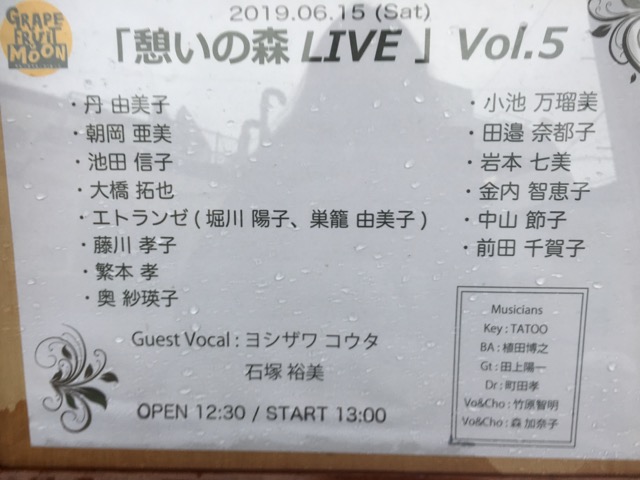 GRAPE
FRUIT
MOON
2019.06.15 (Sat)
「憩いの森 LIVE 」 Vol.5
・丹 由美子
・朝岡 亜美
・池田 信子
・大橋 拓也
・エトランゼ ( 堀川 陽子、巣籠 由美子 )
・藤川 孝子
・繁本 孝
・奥 紗瑛子
・小池 万瑠美
・田邉 奈都子
・岩本 七美
・金内 智恵子
・中山 節子
・前田 千賀子
Guest Vocal : ヨシザワ コウタ
石塚 裕美
OPEN 12:30 / START 13:00
Musicians
Key : TATOO
BA : 植田博之
Gt : 田上陽一
Dr : 町田孝
Vo&Cho : 竹原智明
Vo&Cho : 森 加奈子